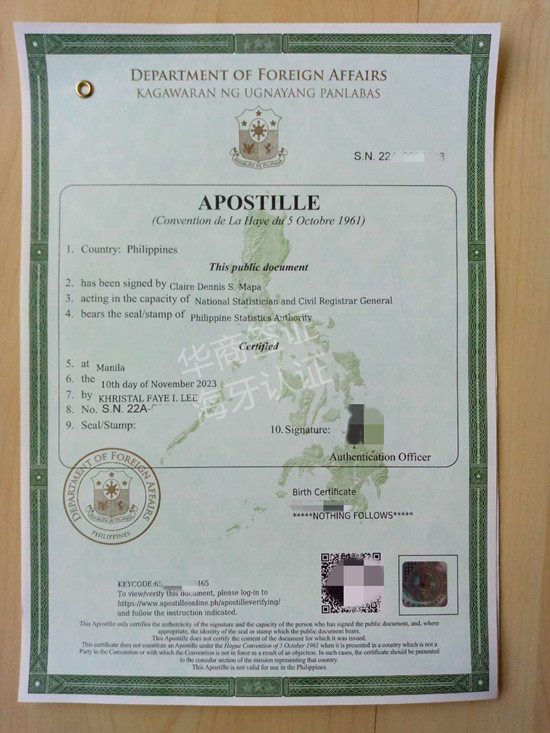 DEPARTMENT OF FOREIGN AFFAIRS
KAGAWARAN NG UGNAYANG PANLABAS
S.N. 22A
APOSTILLE
(Convention de La Haye du 5 Octobre 1961)
1. Country: Philippines
This public document
2. has been signed by Claire Dennis S. Mapa
3. acting in the capacity of National Statistician and Civil Registrar General
4. bears the seal/stamp of Philippine Statistics Authority
Certified
华商签证
海牙认证
5. at Manila
6. the 10th day of November 2023
7. by KHRISTAL FAYE I. LEE
8. No. S.N. 22A-
9. Seal/Stamp:
10. Signature:
Authentication Officer
DEPARTMENT OF FOREIGN AFFAIRS
PHILIPPINES
Birth Certificate
*****NOTHING FOLLOWS*****
KEYCODE:
To view/verify this document, please log-in to
https://www.apostilleonline.ph/apostilleverifying/
and follow the instruction indicated.
This Apostille only certifies the authenticity of the signature and the capacity of the person who has signed the public document, and, where
appropriate, the identity of the seal or stamp which the public document bears.
This Apostille does not certify the content of the document for which it was issued.
This certificate does not constitute an Apostille under the Hague Convention of 5 October 1961 when it is presented in a country which is not a
Party to the Convention or with which the Convention is not in force as a result of an objection. In such cases, the certificate should be presented
to the consular section of the mission representing that country.
This Apostille is not valid for use in the Philippines.